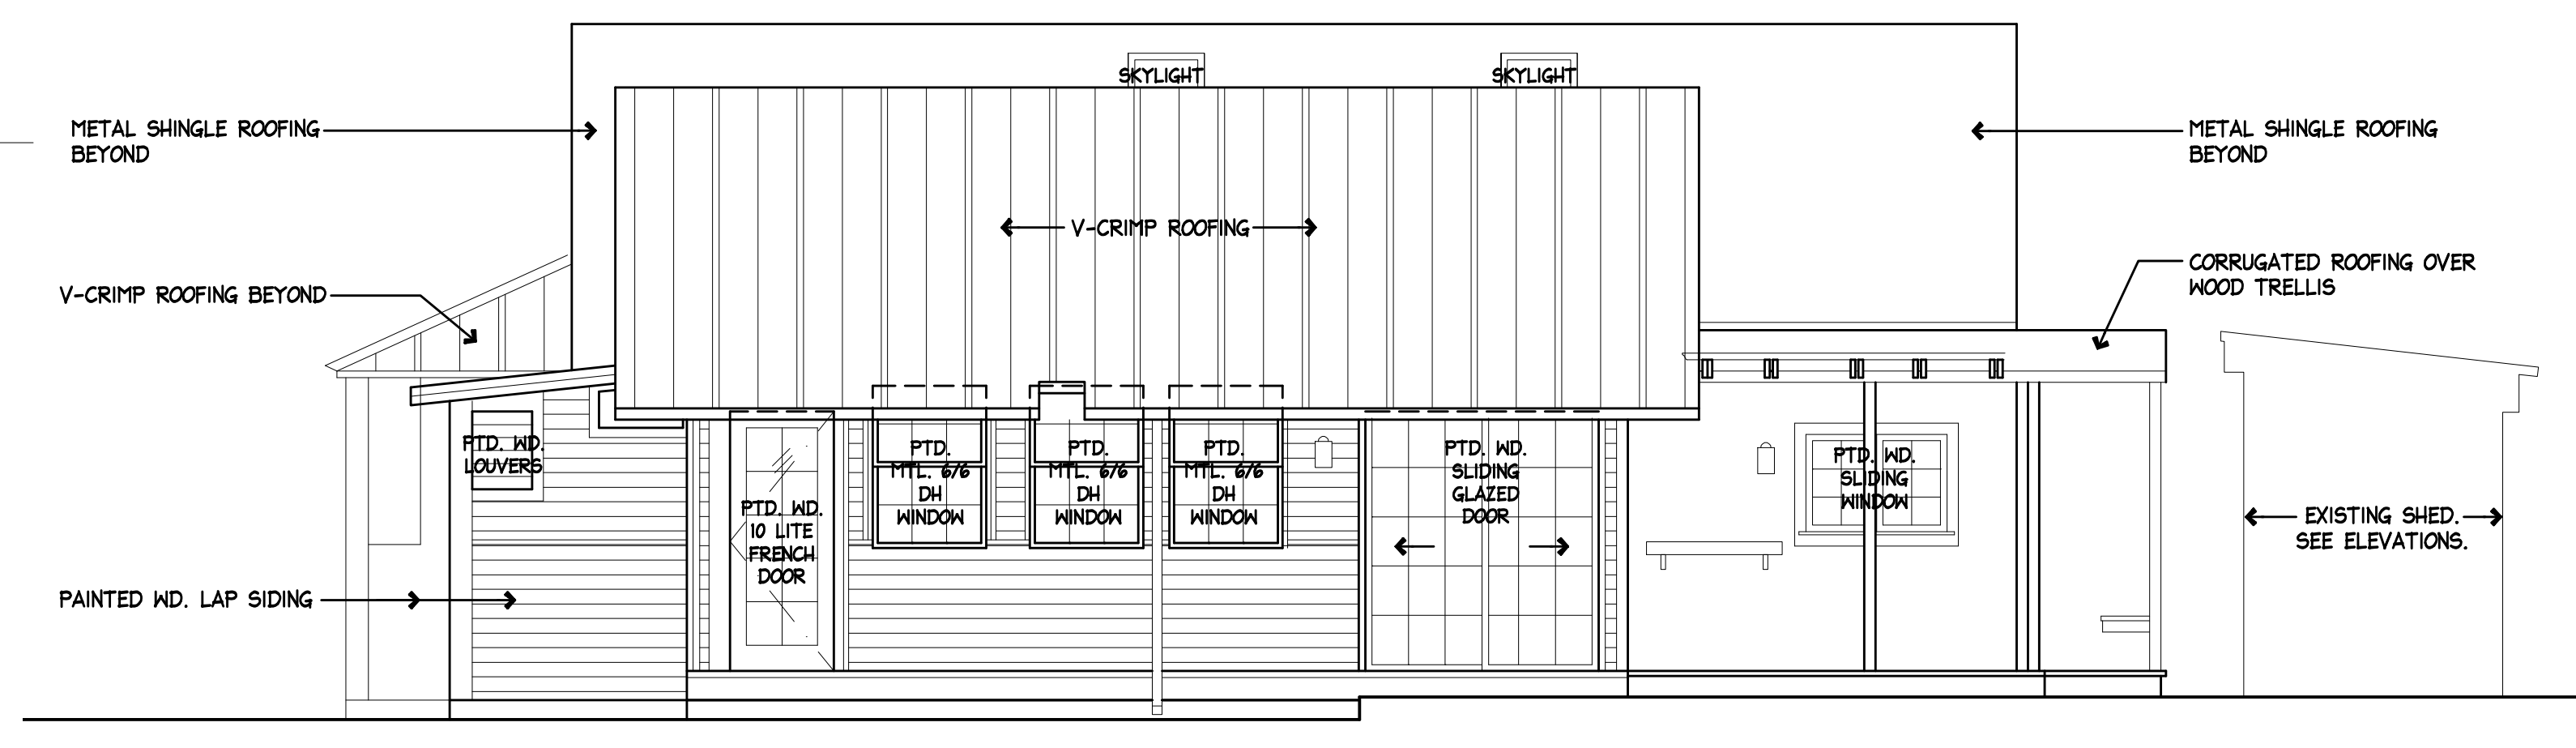 SKYLIGHT
SKYLIGHT
METAL SHINGLE ROOFING
BEYOND
METAL SHINGLE ROOFING
BEYOND
V-CRIMP ROOFING
CORRUGATED ROOFING OVER
WOOD TRELLIS
V-CRIMP ROOFING BEYOND
PTD. WD.
LOUVERS
PTD.
MTL. 6/6
DH
WINDOW
PTD.
MTL. 6/6
DH
WINDOW
PTD.
MTL. 6/6
DH
WINDOW
PTD. WD.
SLIDING
GLAZED
DOOR
PTD. WD.
SLIDING
WINDOW
PTD. WD.
10 LITE
FRENCH
DOOR
EXISTING SHED.
SEE ELEVATIONS.
PAINTED WD. LAP SIDING